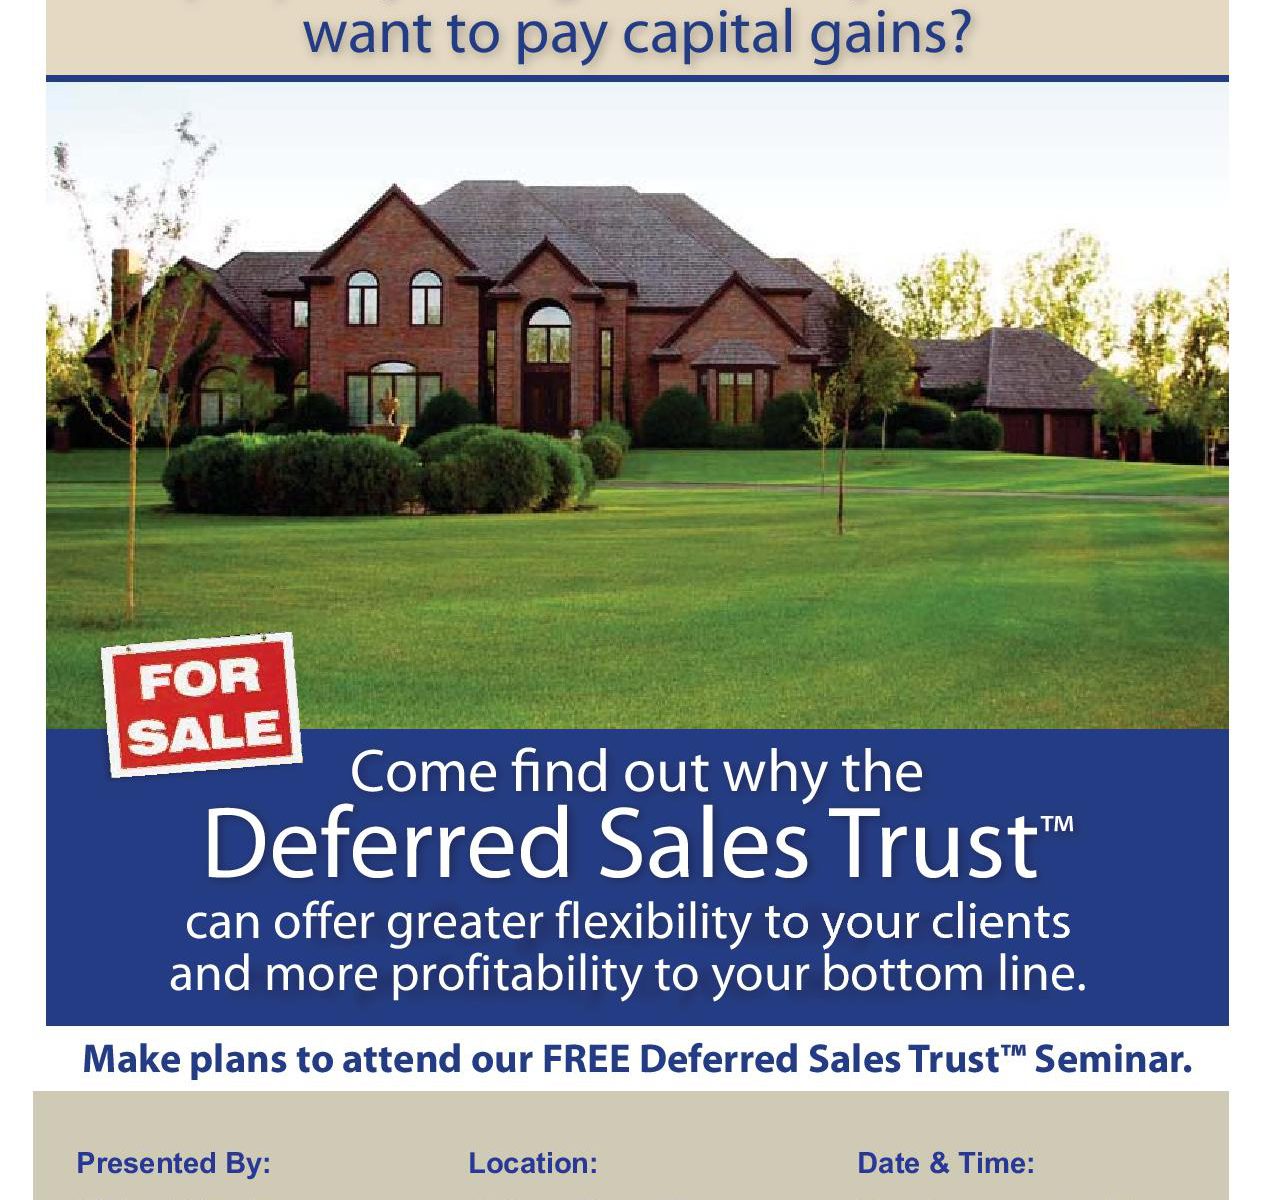 want to pay capital gains?
FOR
SALE
Come find out why the
Deferred Sales Trust™
can offer greater flexibility to your clients
and more profitability to your bottom line.
Make plans to attend our FREE Deferred Sales Trust™ Seminar.
Presented By: Location: Date & Time: